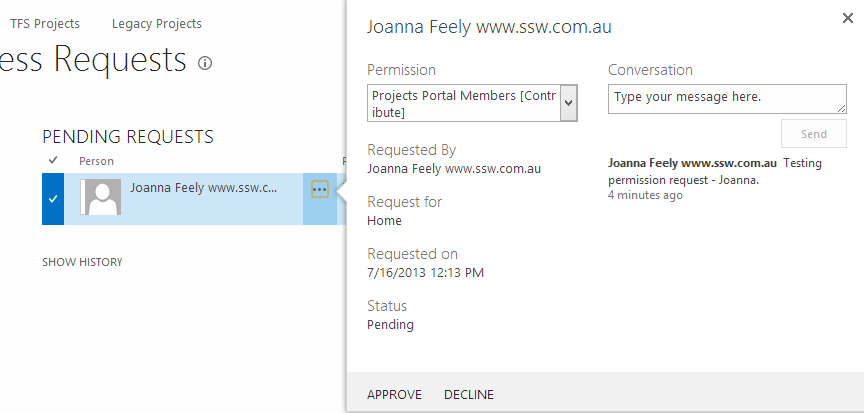 TFS Projects Legacy Projects
ess Requests
PENDING REQUESTS
Person
Joanna Feely www.ssw.c...
SHOW HISTORY
Joanna Feely www.ssw.com.au
Permission
Projects Portal Members [Contr
ibute]
Requested By
Joanna Feely www.ssw.com.au
Request for
Home
Requested on
7/16/2013 12:13 PM
Status
Pending
Conversation
Type your message here.
Send
Joanna Feely www.ssw.com.au Testing
permission request - Joanna.
4 minutes ago
APPROVE DECLINE